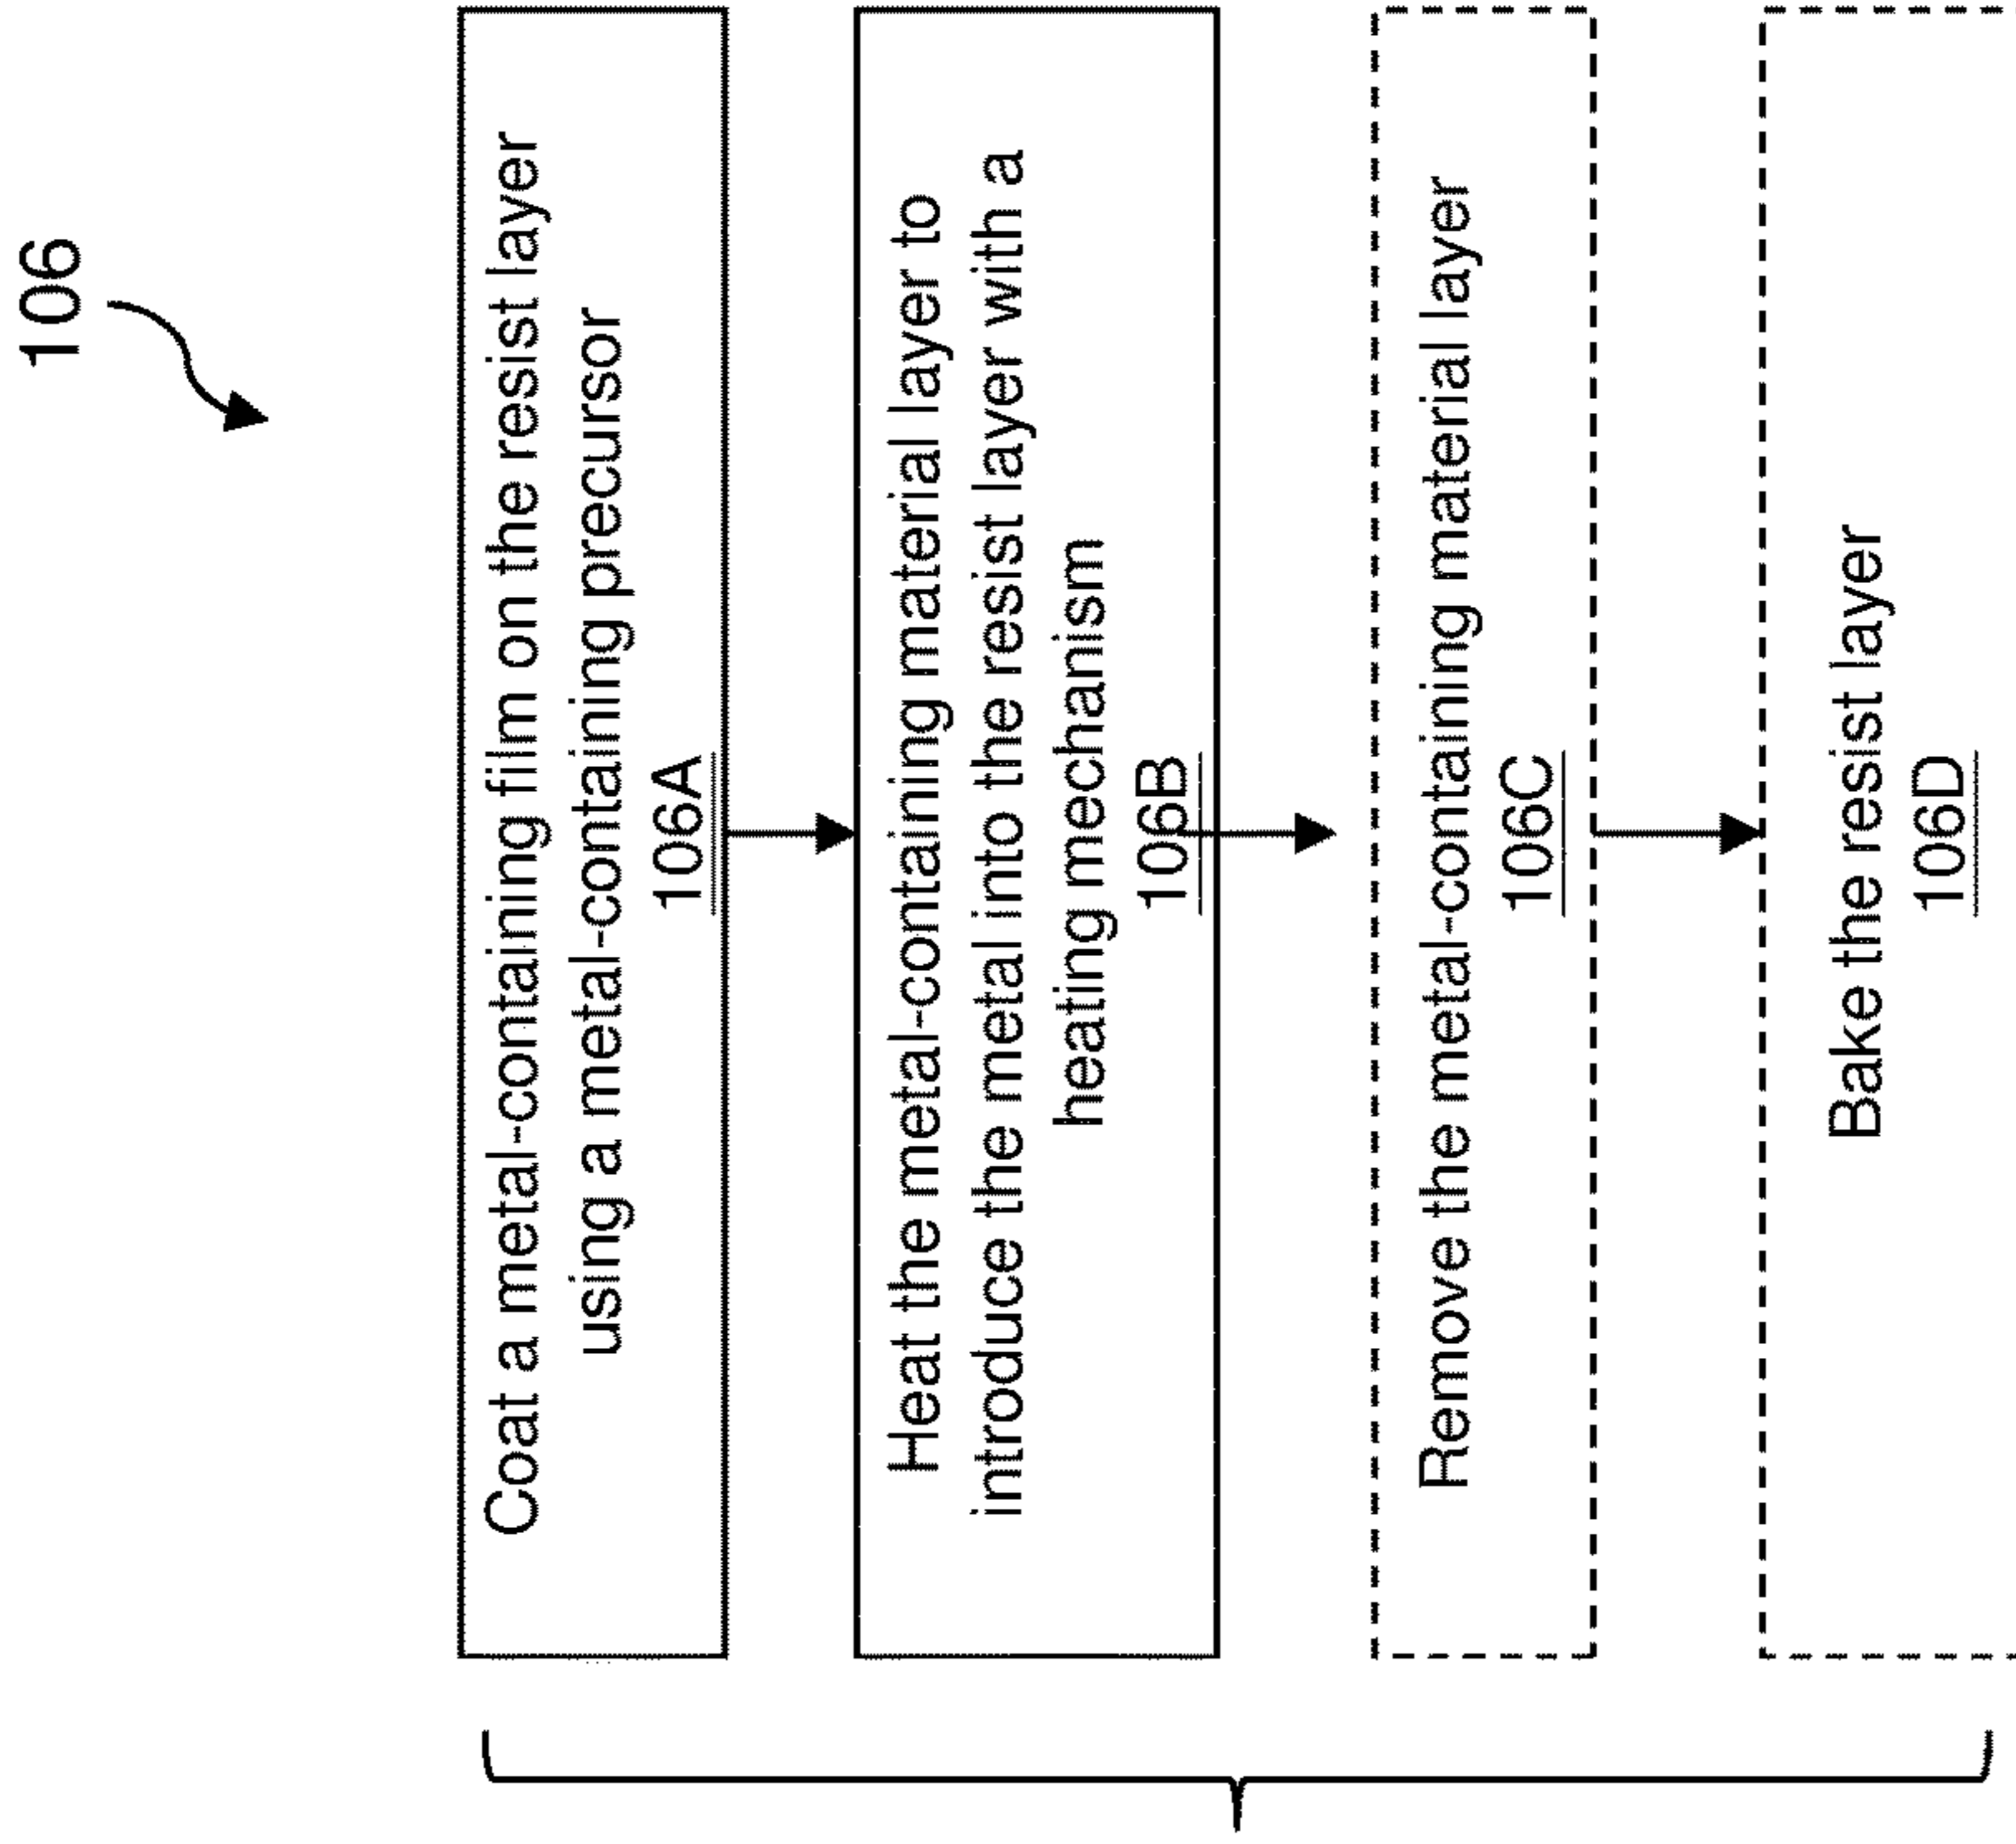 106
Coat a metal-containing film on the resist layer
using a metal-containing precursor
106A
Heat the metal-containing material layer to
introduce the metal into the resist layer with a
heating mechanism
106B
Remove the metal-containing material layer
106C
Bake the resist layer
106D